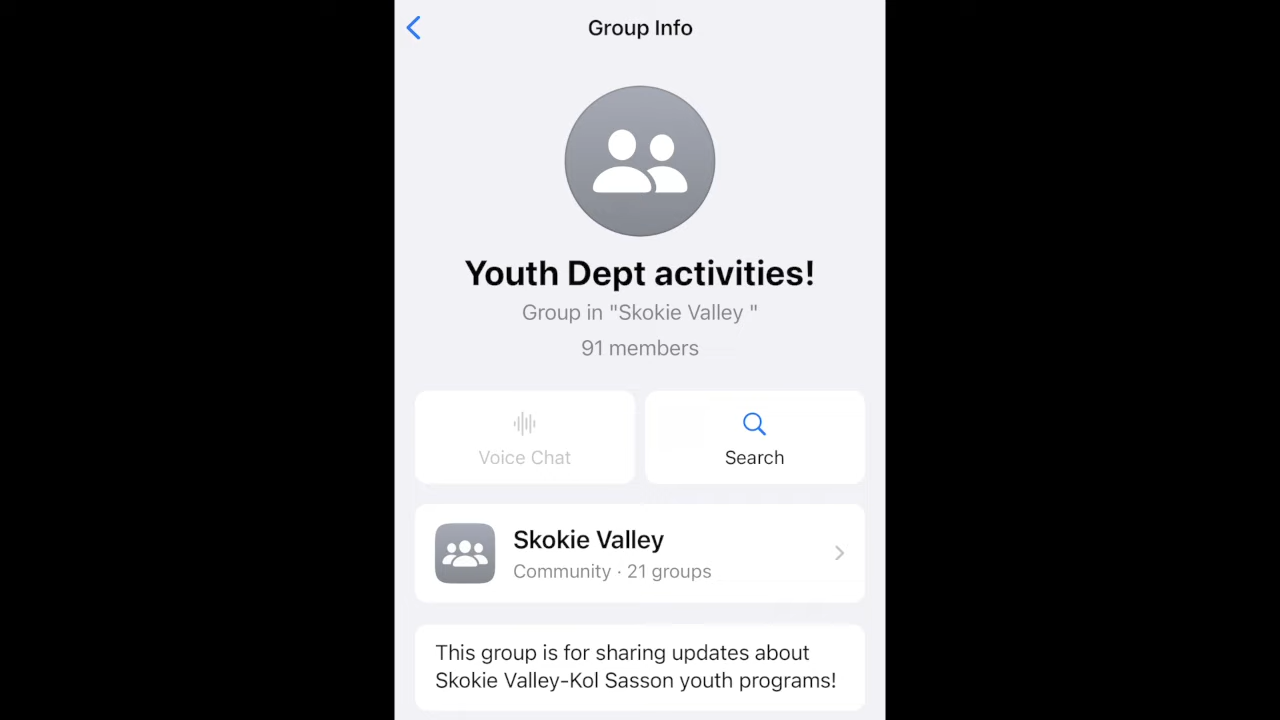 Group Info
Youth Dept activities!
Group in "Skokie Valley "
91 members
Voice Chat
Search
Skokie Valley
Community · 21 groups
This group is for sharing updates about
Skokie Valley-Kol Sasson youth programs!